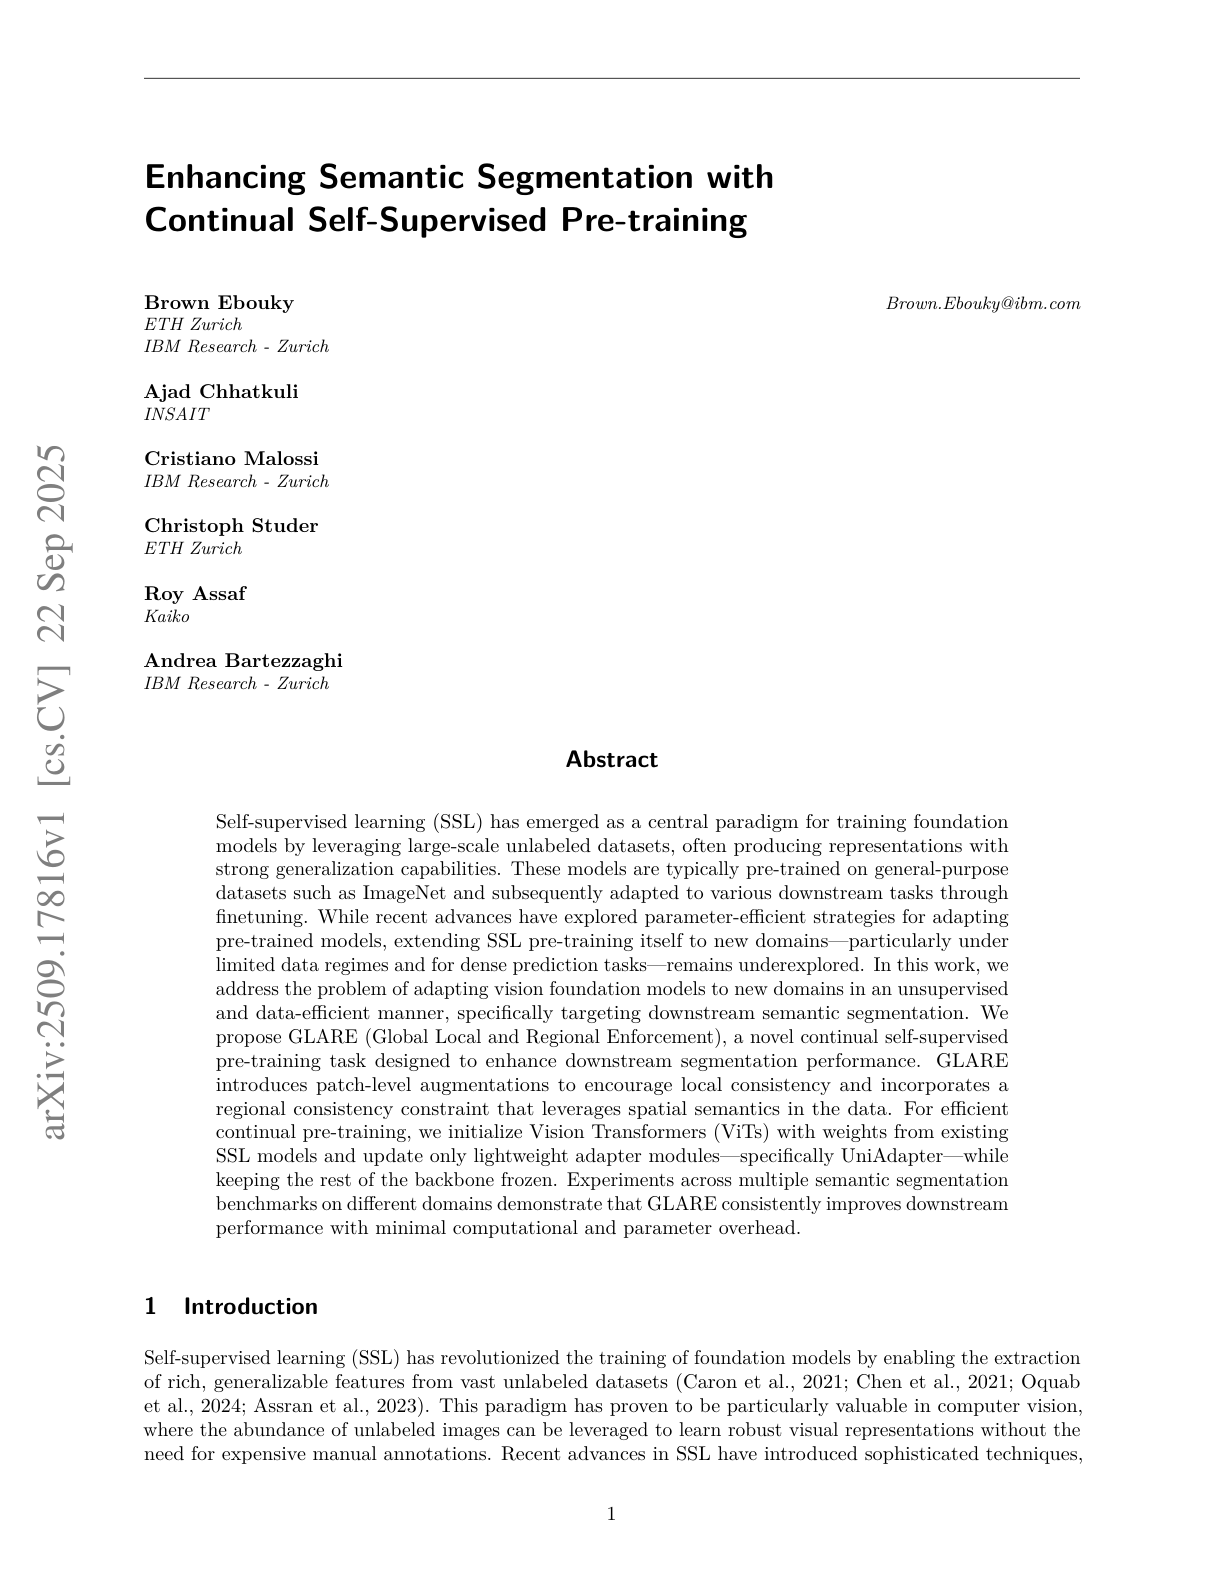 Enhancing Semantic Segmentation with
Continual Self-Supervised Pre-training
Brown Ebouky Brown.Ebouky@ibm.com
ETH Zurich
IBM Research - Zurich
Ajad Chhatkuli
INSAIT
Cristiano Malossi
IBM Research - Zurich
Christoph Studer
ETH Zurich
Roy Assaf
Kaiko
Andrea Bartezzaghi
IBM Research - Zurich
arXiv:2509.17816v1 [cs.CV] 22 Sep 2025
Abstract
Self-supervised learning (SSL) has emerged as a central paradigm for training foundation
models by leveraging large-scale unlabeled datasets, often producing representations with
strong generalization capabilities. These models are typically pre-trained on general-purpose
datasets such as ImageNet and subsequently adapted to various downstream tasks through
finetuning. While recent advances have explored parameter-efficient strategies for adapting
pre-trained models, extending SSL pre-training itself to new domains—particularly under
limited data regimes and for dense prediction tasks—remains underexplored. In this work, we
address the problem of adapting vision foundation models to new domains in an unsupervised
and data-efficient manner, specifically targeting downstream semantic segmentation. We
propose GLARE (Global Local and Regional Enforcement), a novel continual self-supervised
pre-training task designed to enhance downstream segmentation performance. GLARE
introduces patch-level augmentations to encourage local consistency and incorporates a
regional consistency constraint that leverages spatial semantics in the data. For efficient
continual pre-training, we initialize Vision Transformers (ViTs) with weights from existing
SSL models and update only lightweight adapter modules—specifically UniAdapter—while
keeping the rest of the backbone frozen. Experiments across multiple semantic segmentation
benchmarks on different domains demonstrate that GLARE consistently improves downstream
performance with minimal computational and parameter overhead.
1 Introduction
Self-supervised learning (SSL) has revolutionized the training of foundation models by enabling the extraction
of rich, generalizable features from vast unlabeled datasets (Caron et al., 2021; Chen et al., 2021; Oquab
et al., 2024; Assran et al., 2023). This paradigm has proven to be particularly valuable in computer vision,
where the abundance of unlabeled images can be leveraged to learn robust visual representations without the
need for expensive manual annotations. Recent advances in SSL have introduced sophisticated techniques,
1